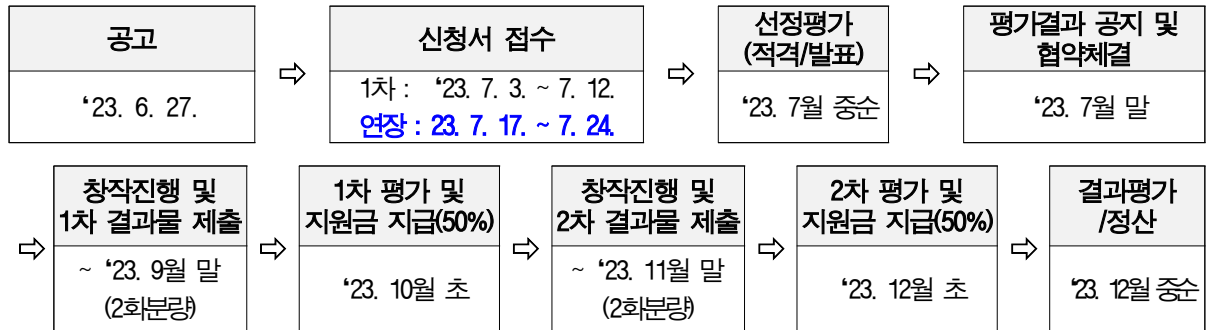 공고
‘23. 6. 27.
⇨
신청서 접수
1차 : ‘23. 7. 3. ~ 7. 12.
연장 : 23. 7. 17. ~ 7. 24.
⇨
선정평가
(적격/발표)
‘23. 7월 중순
⇨
평가결과 공지 및
협약체결
‘23. 7월 말
⇨
창작진행 및
1차 결과물 제출
~ ‘23. 9월 말
(2회분량)
⇨
1차 평가 및
지원금 지급(50%)
‘23. 10월 초
⇨
창작진행 및
2차 결과물 제출
~ ‘23. 11월 말
(2회분량)
⇨
2차 평가 및
지원금 지급(50%)
‘23. 12월 초
⇨
결과평가
/정산
‘23. 12월 중순